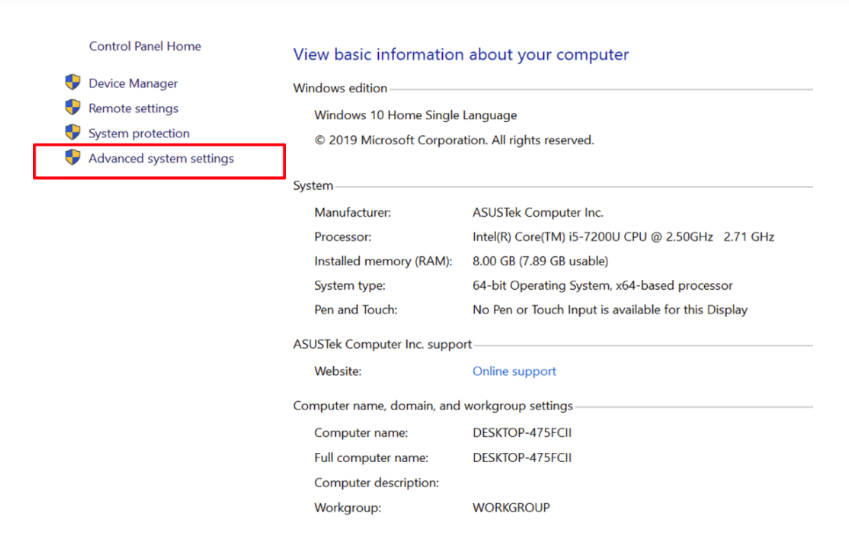 Control Panel Home
Device Manager
Remote settings
System protection
Advanced system settings
View basic information about your computer
Windows edition
Windows 10 Home Single Language
© 2019 Microsoft Corporation. All rights reserved.
System
Manufacturer: ASUSTek Computer Inc.
Processor: Intel(R) Core(TM) i5-7200U CPU @ 2.50GHz 2.71 GHz
Installed memory (RAM): 8.00 GB (7.89 GB usable)
System type: 64-bit Operating System, x64-based processor
Pen and Touch: No Pen or Touch Input is available for this Display
ASUSTek Computer Inc. support
Website: Online support
Computer name, domain, and workgroup settings
Computer name: DESKTOP-475FCII
Full computer name: DESKTOP-475FCII
Computer description:
Workgroup: WORKGROUP